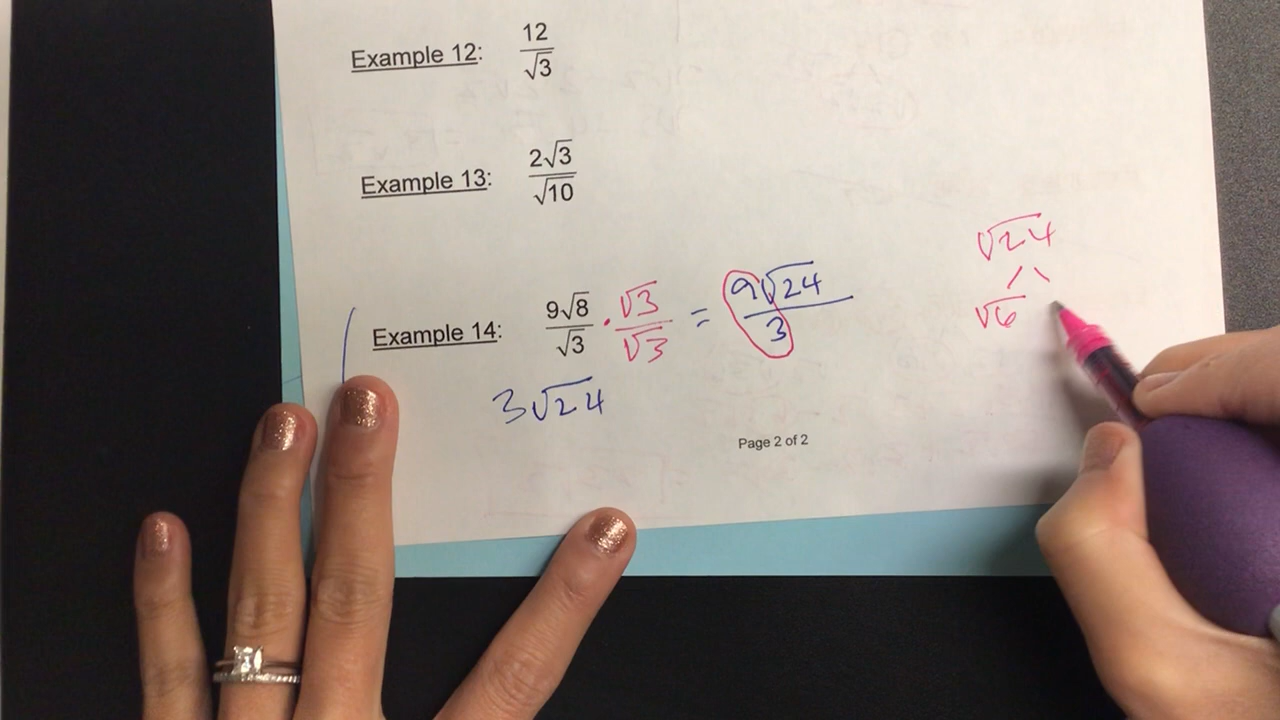 Example 12: 12/√3
Example 13: 2√3/√10
√24
√6
Example 14: 9√8/√3 · √3/√3 = 9√24/3
3√24
Page 2 of 2